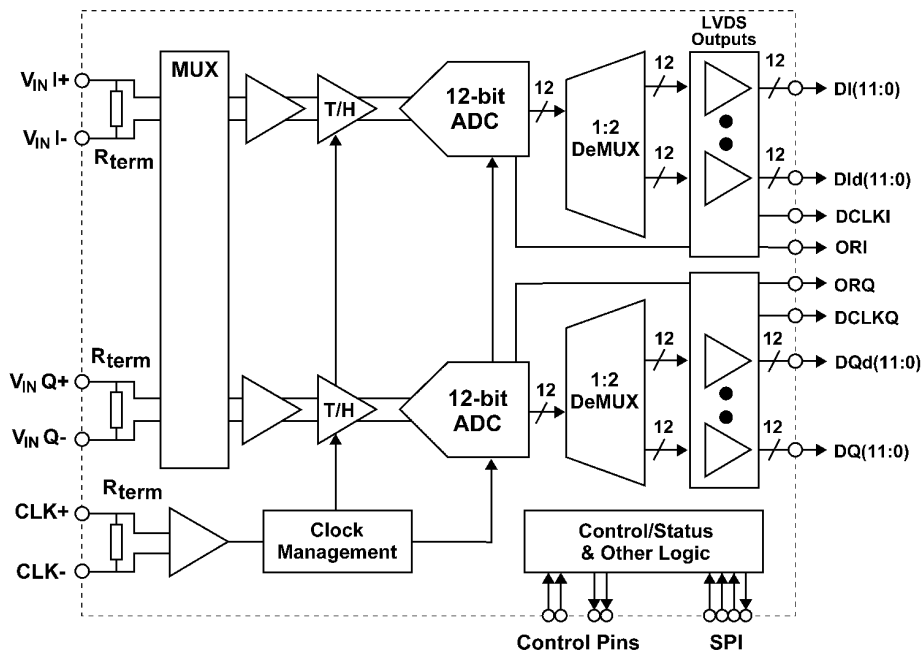 LVDS
Outputs
V_IN I+
V_IN I-
R_term
MUX
T/H
12-bit
ADC
12
1:2
DeMUX
12
12
12
12
DI(11:0)
DId(11:0)
DCLKI
ORI
ORQ
DCLKQ
DQd(11:0)
DQ(11:0)
V_IN Q+
V_IN Q-
R_term
T/H
12-bit
ADC
12
1:2
DeMUX
12
12
12
12
R_term
CLK+
CLK-
Clock
Management
Control/Status
& Other Logic
Control Pins
SPI